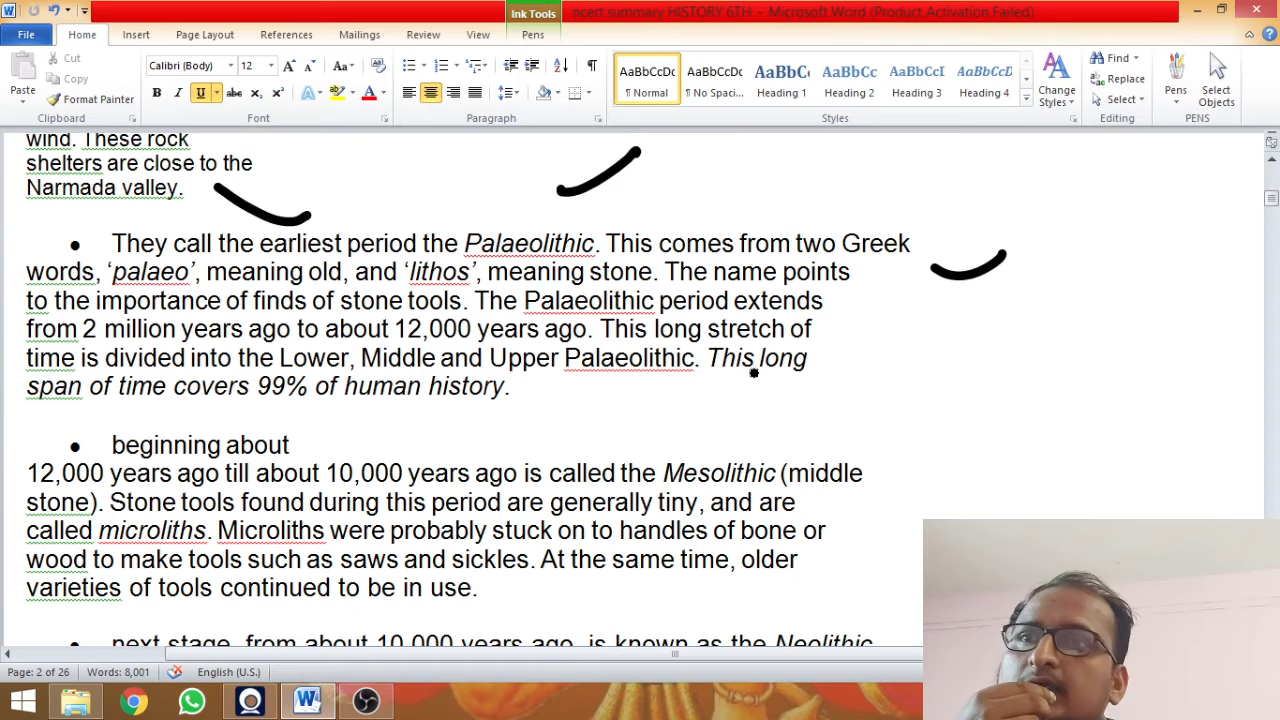 Ink Tools
ncert summary HISTORY 6TH - Microsoft Word (Product Activation Failed)
File Home Insert Page Layout References Mailings Review View Pens
Cut
Copy
Format Painter
Paste
Clipboard
Calibri (Body) 12
Font
Paragraph
AaBbCcDc AaBbCcDc AaBbC AaBbCc AaBbCcI AaBbCcD
¶ Normal ¶ No Spaci... Heading 1 Heading 2 Heading 3 Heading 4
Change Styles
Styles
Find
Replace
Select
Editing
Pens
Select Objects
PENS
wind. These rock
shelters are close to the
Narmada valley.
• They call the earliest period the Palaeolithic. This comes from two Greek
words, ‘palaeo’, meaning old, and ‘lithos’, meaning stone. The name points
to the importance of finds of stone tools. The Palaeolithic period extends
from 2 million years ago to about 12,000 years ago. This long stretch of
time is divided into the Lower, Middle and Upper Palaeolithic. This long
span of time covers 99% of human history.
• beginning about
12,000 years ago till about 10,000 years ago is called the Mesolithic (middle
stone). Stone tools found during this period are generally tiny, and are
called microliths. Microliths were probably stuck on to handles of bone or
wood to make tools such as saws and sickles. At the same time, older
varieties of tools continued to be in use.
• next stage, from about 10,000 years ago, is known as the Neolithic.
Page: 2 of 26 Words: 8,001 English (U.S.)